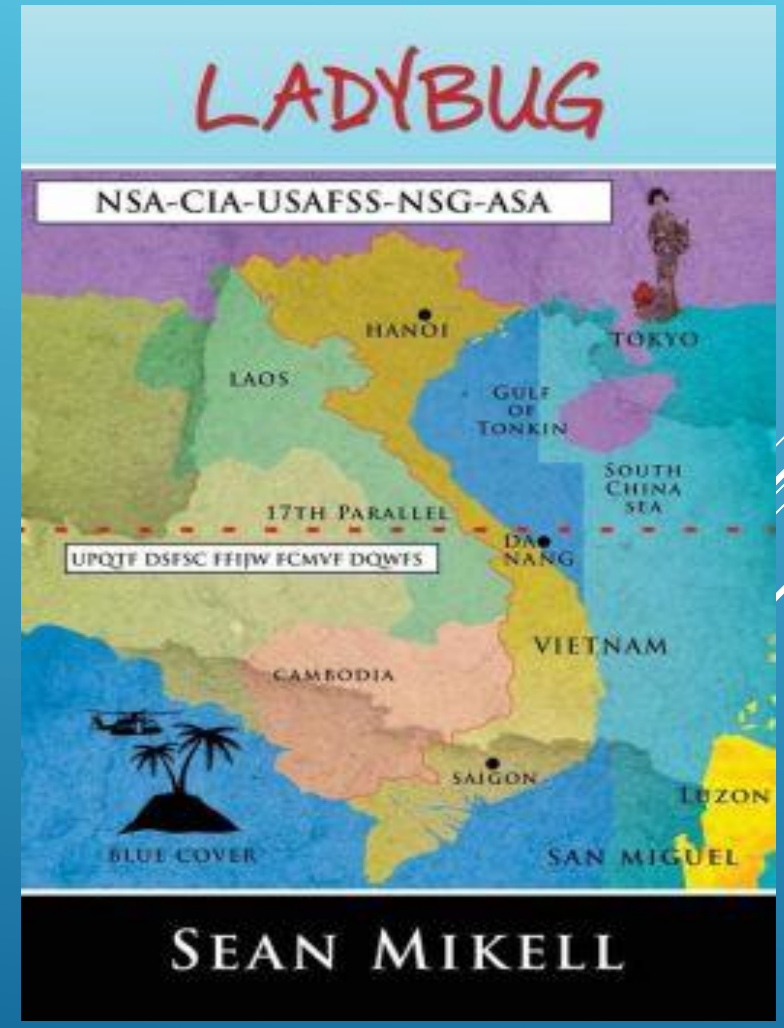 LADYBUG
NSA-CIA-USAFSS-NSG-ASA
HANOI
TOKYO
LAOS
GULF
OF
TONKIN
SOUTH
CHINA
SEA
17TH PARALLEL
DA
NANG
UPQTF DSFSC FFIJW FCMVF DQWFS
VIETNAM
CAMBODIA
SAIGON
LUZON
BLUE COVER
SAN MIGUEL
SEAN MIKELL